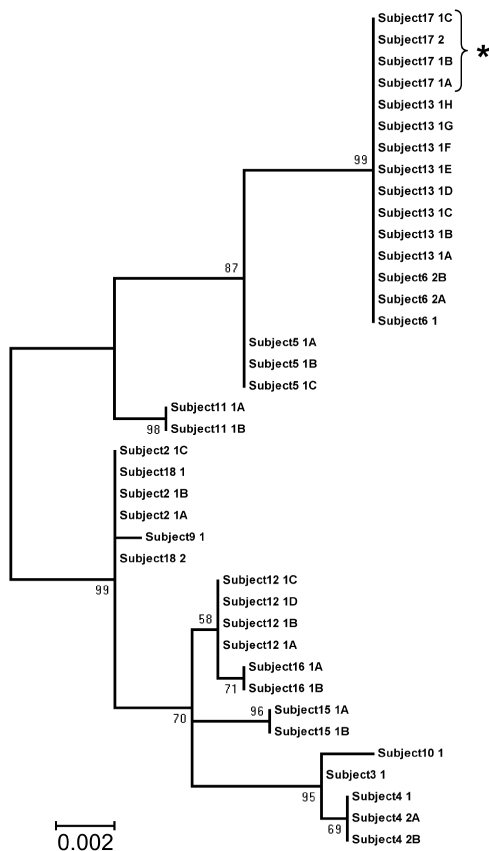 Subject17 1C
Subject17 2
*
Subject17 1B
Subject17 1A
Subject13 1H
Subject13 1G
Subject13 1F
99
Subject13 1E
Subject13 1D
Subject13 1C
Subject13 1B
Subject13 1A
87
Subject6 2B
Subject6 2A
Subject6 1
Subject5 1A
Subject5 1B
Subject5 1C
Subject11 1A
98
Subject11 1B
Subject2 1C
Subject18 1
Subject2 1B
Subject2 1A
Subject9 1
Subject18 2
99
Subject12 1C
Subject12 1D
58
Subject12 1B
Subject12 1A
Subject16 1A
71
Subject16 1B
96
Subject15 1A
70
Subject15 1B
Subject10 1
Subject3 1
95
Subject4 1
Subject4 2A
69
Subject4 2B
0.002